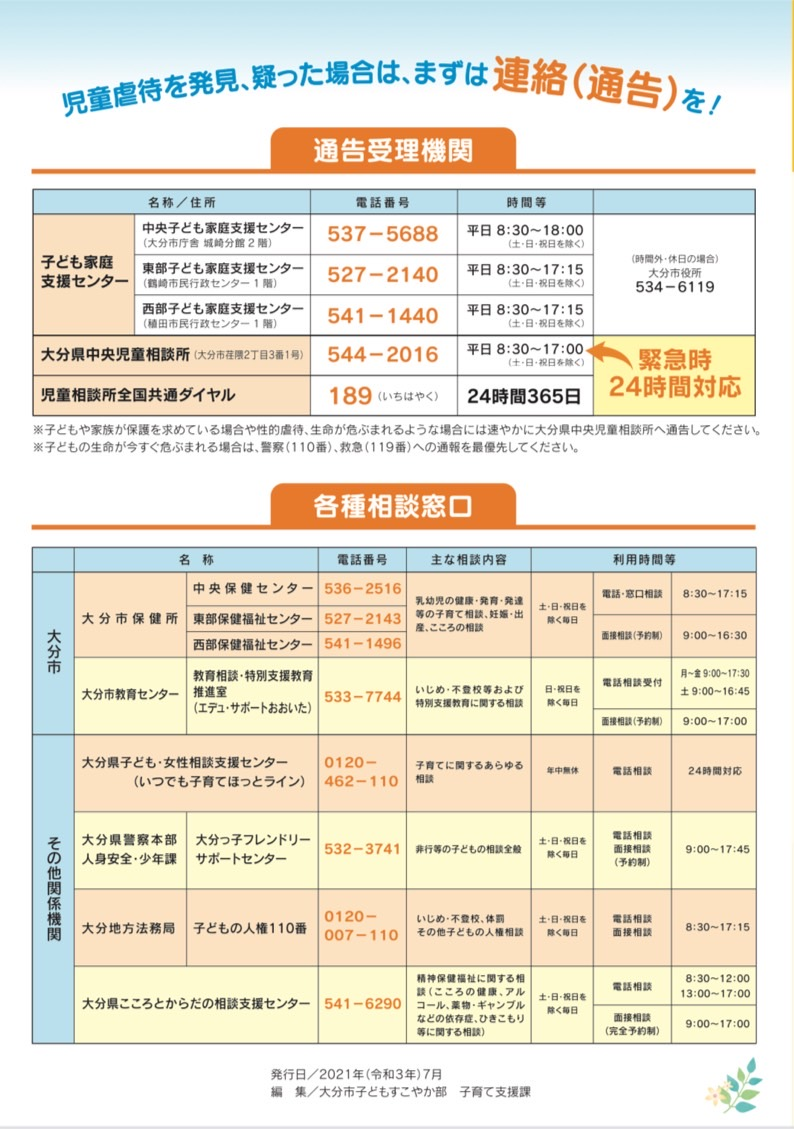 児童虐待を発見、疑った場合は、まずは連絡(通告)を!
通告受理機関
名称/住所 電話番号 時間等
子ども家庭
支援センター
中央子ども家庭支援センター
(大分市庁舎 城崎分館2階)
537-5688
平日 8:30~18:00
(土・日・祝日を除く)
東部子ども家庭支援センター
(鶴崎市民行政センター1階)
527-2140
平日 8:30~17:15
(土・日・祝日を除く)
西部子ども家庭支援センター
(稙田市民行政センター1階)
541-1440
平日 8:30~17:15
(土・日・祝日を除く)
(時間外・休日の場合)
大分市役所
534-6119
大分県中央児童相談所(大分市荏隈2丁目3番1号)
544-2016
平日 8:30~17:00
(土・日・祝日を除く)
児童相談所全国共通ダイヤル
189(いちはやく)
24時間365日
緊急時
24時間対応
※子どもや家族が保護を求めている場合や性的虐待、生命が危ぶまれるような場合には速やかに大分県中央児童相談所へ通告してください。
※子どもの生命が今すぐ危ぶまれる場合は、警察(110番)、救急(119番)への通報を最優先してください。
各種相談窓口
名 称 電話番号 主な相談内容 利用時間等
大分市
大分市保健所
中央保健センター 536-2516
東部保健福祉センター 527-2143
西部保健福祉センター 541-1496
乳幼児の健康・発育・発達
等の子育て相談、妊娠・出
産、こころの相談
土・日・祝日を
除く毎日
電話・窓口相談 8:30~17:15
面接相談(予約制) 9:00~16:30
大分市教育センター
教育相談・特別支援教育
推進室
(エデュ・サポートおおいた)
533-7744
いじめ・不登校等および
特別支援教育に関する相談
日・祝日を
除く毎日
電話相談受付
月~金 9:00~17:30
土 9:00~16:45
面接相談(予約制) 9:00~17:00
その他関係機関
大分県子ども・女性相談支援センター
(いつでも子育てほっとライン)
0120-
462-110
子育てに関するあらゆる
相談
年中無休
電話相談
24時間対応
大分県警察本部
人身安全・少年課
大分っ子フレンドリー
サポートセンター
532-3741
非行等の子どもの相談全般
土・日・祝日を
除く毎日
電話相談
面接相談
(予約制)
9:00~17:45
大分地方法務局
子どもの人権110番
0120-
007-110
いじめ・不登校、体罰
その他子どもの人権相談
土・日・祝日を
除く毎日
電話相談
面接相談
8:30~17:15
大分県こころとからだの相談支援センター
541-6290
精神保健福祉に関する相
談(こころの健康、アル
コール、薬物・ギャンブル
などの依存症、ひきこもり
等に関する相談)
土・日・祝日を
除く毎日
電話相談
8:30~12:00
13:00~17:00
面接相談
(完全予約制)
9:00~17:00
発行日/2021年(令和3年)7月
編 集/大分市子どもすこやか部 子育て支援課